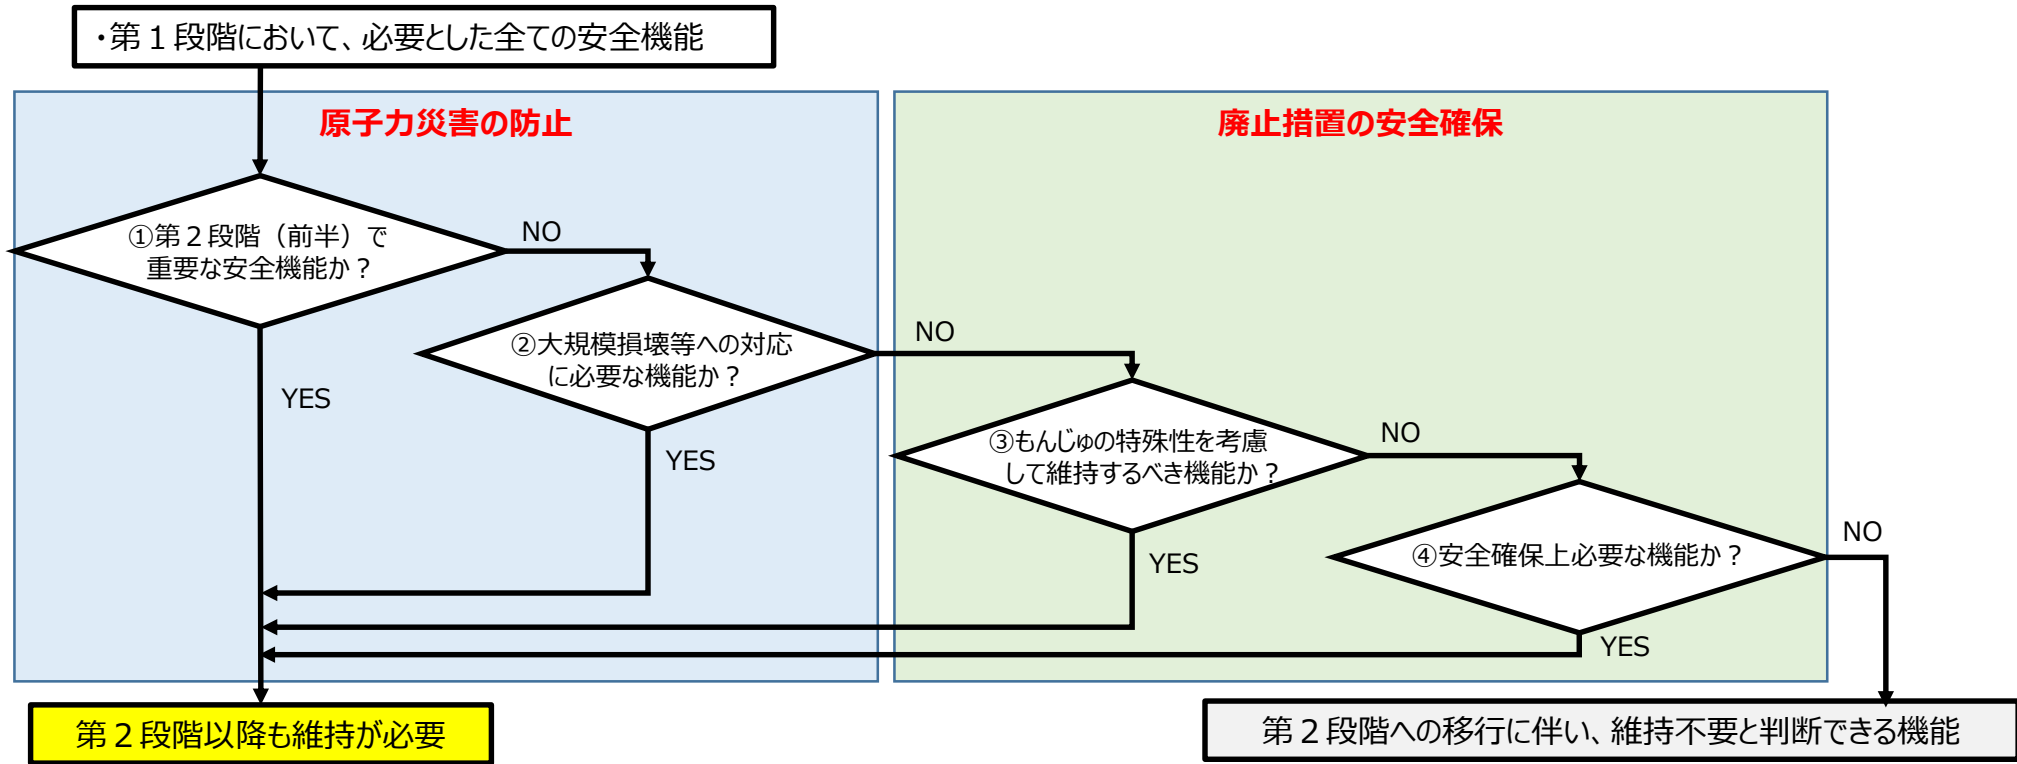 ・第１段階において、必要とした全ての安全機能
原子力災害の防止
廃止措置の安全確保
①第２段階（前半）で
重要な安全機能か？
NO
YES
②大規模損壊等への対応
に必要な機能か？
NO
YES
③もんじゅの特殊性を考慮
して維持するべき機能か？
NO
YES
④安全確保上必要な機能か？
NO
YES
第２段階以降も維持が必要
第２段階への移行に伴い、維持不要と判断できる機能